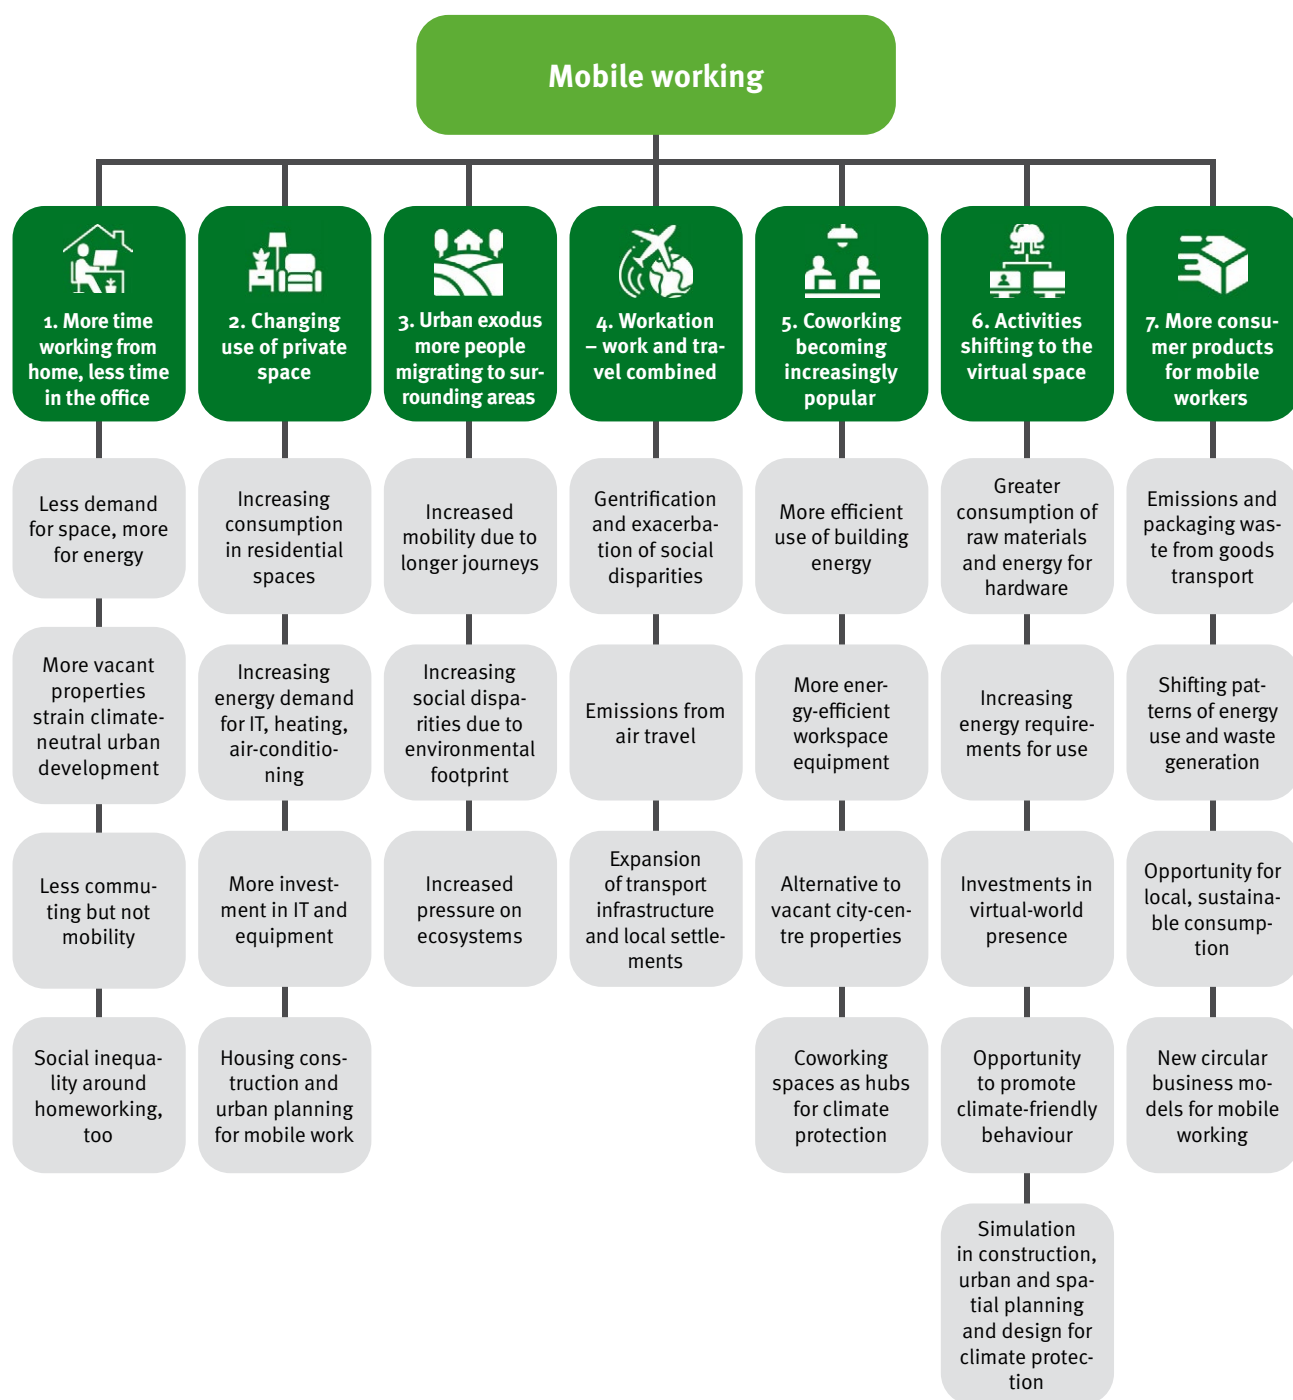 Mobile working
1. More time
working from
home, less time
in the office
2. Changing
use of private
space
3. Urban exodus
more people
migrating to sur-
rounding areas
4. Workation
– work and tra-
vel combined
5. Coworking
becoming
increasingly
popular
6. Activities
shifting to the
virtual space
7. More consu-
mer products
for mobile
workers
Less demand
for space, more
for energy
Increasing
consumption
in residential
spaces
Increased
mobility due to
longer journeys
Gentrification
and exacerba-
tion of social
disparities
More efficient
use of building
energy
Greater
consumption of
raw materials
and energy for
hardware
Emissions and
packaging was-
te from goods
transport
More vacant
properties
strain climate-
neutral urban
development
Increasing
energy demand
for IT, heating,
air-conditio-
ning
Increasing
social dispa-
rities due to
environmental
footprint
Emissions from
air travel
More ener-
gy-efficient
workspace
equipment
Increasing
energy require-
ments for use
Shifting pat-
terns of energy
use and waste
generation
Less commu-
ting but not
mobility
More invest-
ment in IT and
equipment
Increased
pressure on
ecosystems
Expansion
of transport
infrastructure
and local settle-
ments
Alternative to
vacant city-cen-
tre properties
Investments in
virtual-world
presence
Opportunity for
local, sustaina-
ble consump-
tion
Social inequa-
lity around
homeworking,
too
Housing cons-
truction and
urban planning
for mobile work
Coworking
spaces as hubs
for climate
protection
Opportunity
to promote
climate-friendly
behaviour
New circular
business mo-
dels for mobile
working
Simulation
in construction,
urban and spa-
tial planning
and design for
climate protec-
tion